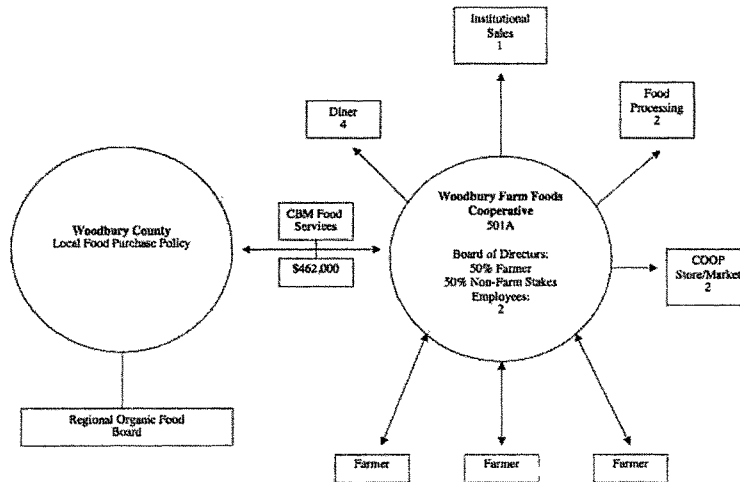 Institutional
Sales
1
Diner
4
Food
Processing
2
Woodbury County
Local Food Purchase Policy
CBM Food
Services
$462,000
Woodbury Farm Foods
Cooperative
501A
Board of Directors:
50% Farmer
50% Non-Farm Stakes
Employees:
2
COOP
Store/Market
2
Regional Organic Food
Board
Farmer
Farmer
Farmer